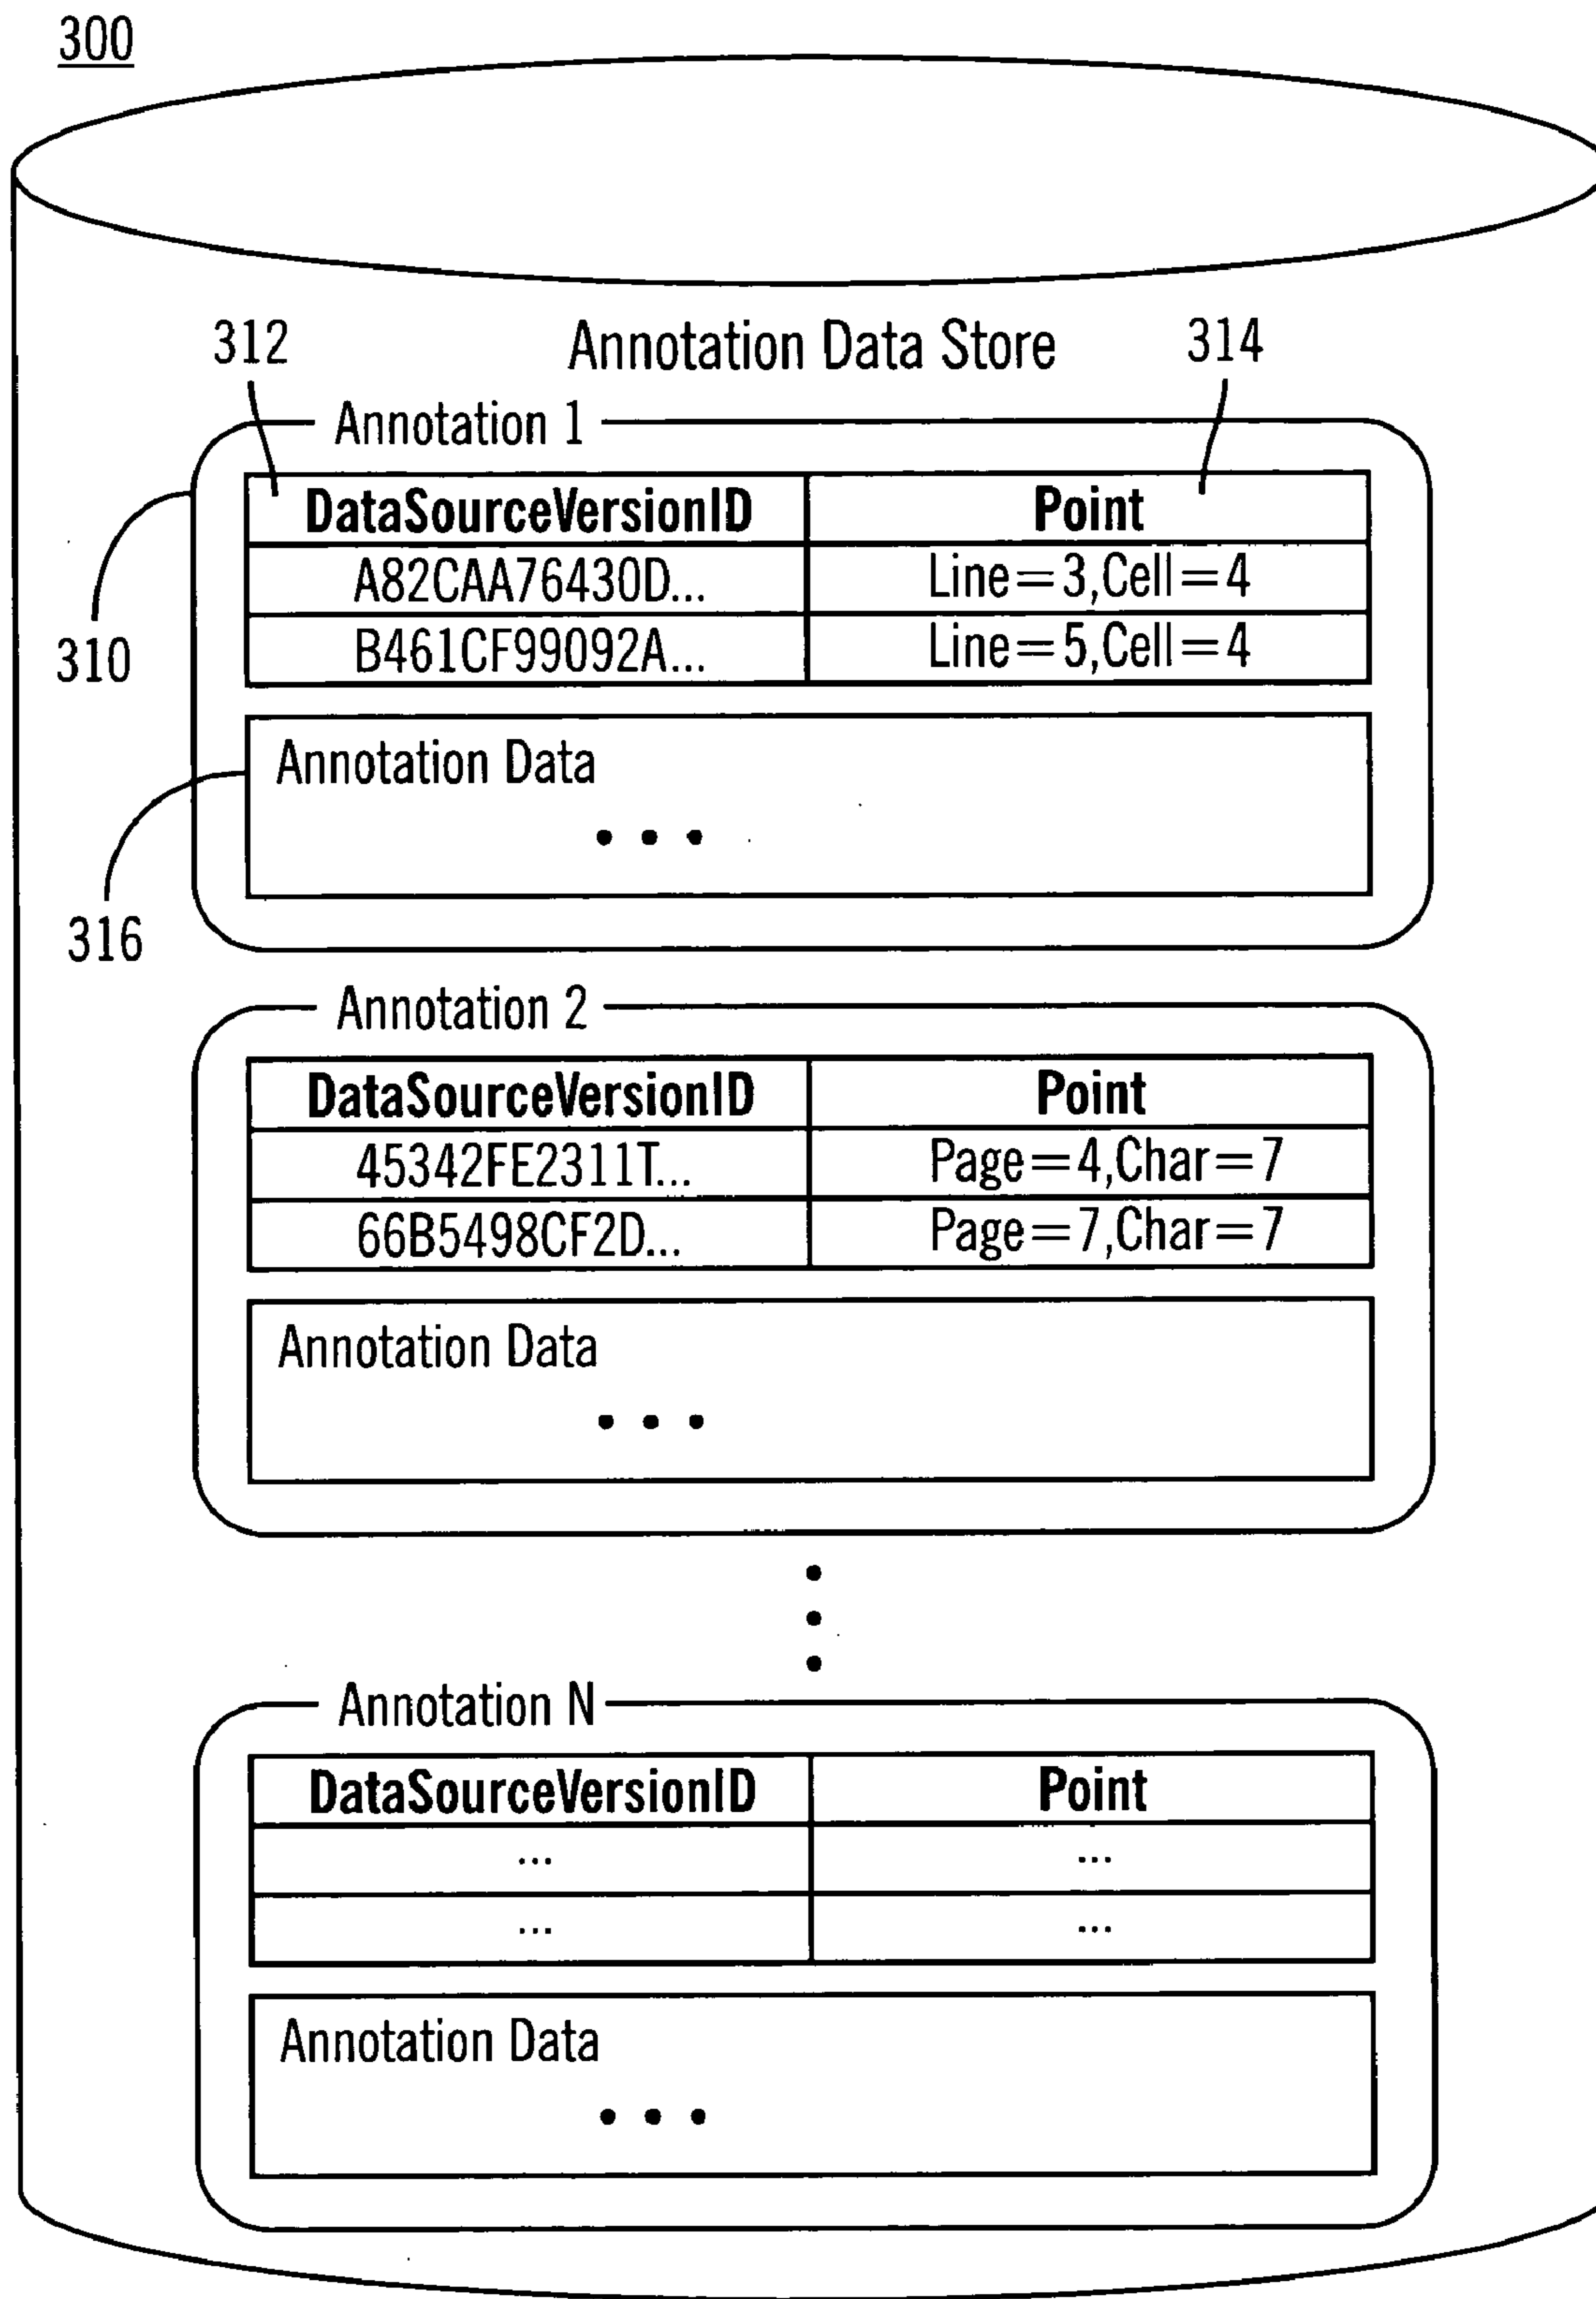 300
312 Annotation Data Store 314
Annotation 1
DataSourceVersionID Point
A82CAA76430D... Line=3,Cell=4
310 B461CF99092A... Line=5,Cell=4
Annotation Data
...
316
Annotation 2
DataSourceVersionID Point
45342FE2311T... Page=4,Char=7
66B5498CF2D... Page=7,Char=7
Annotation Data
...
Annotation N
DataSourceVersionID Point
... ...
... ...
Annotation Data
...